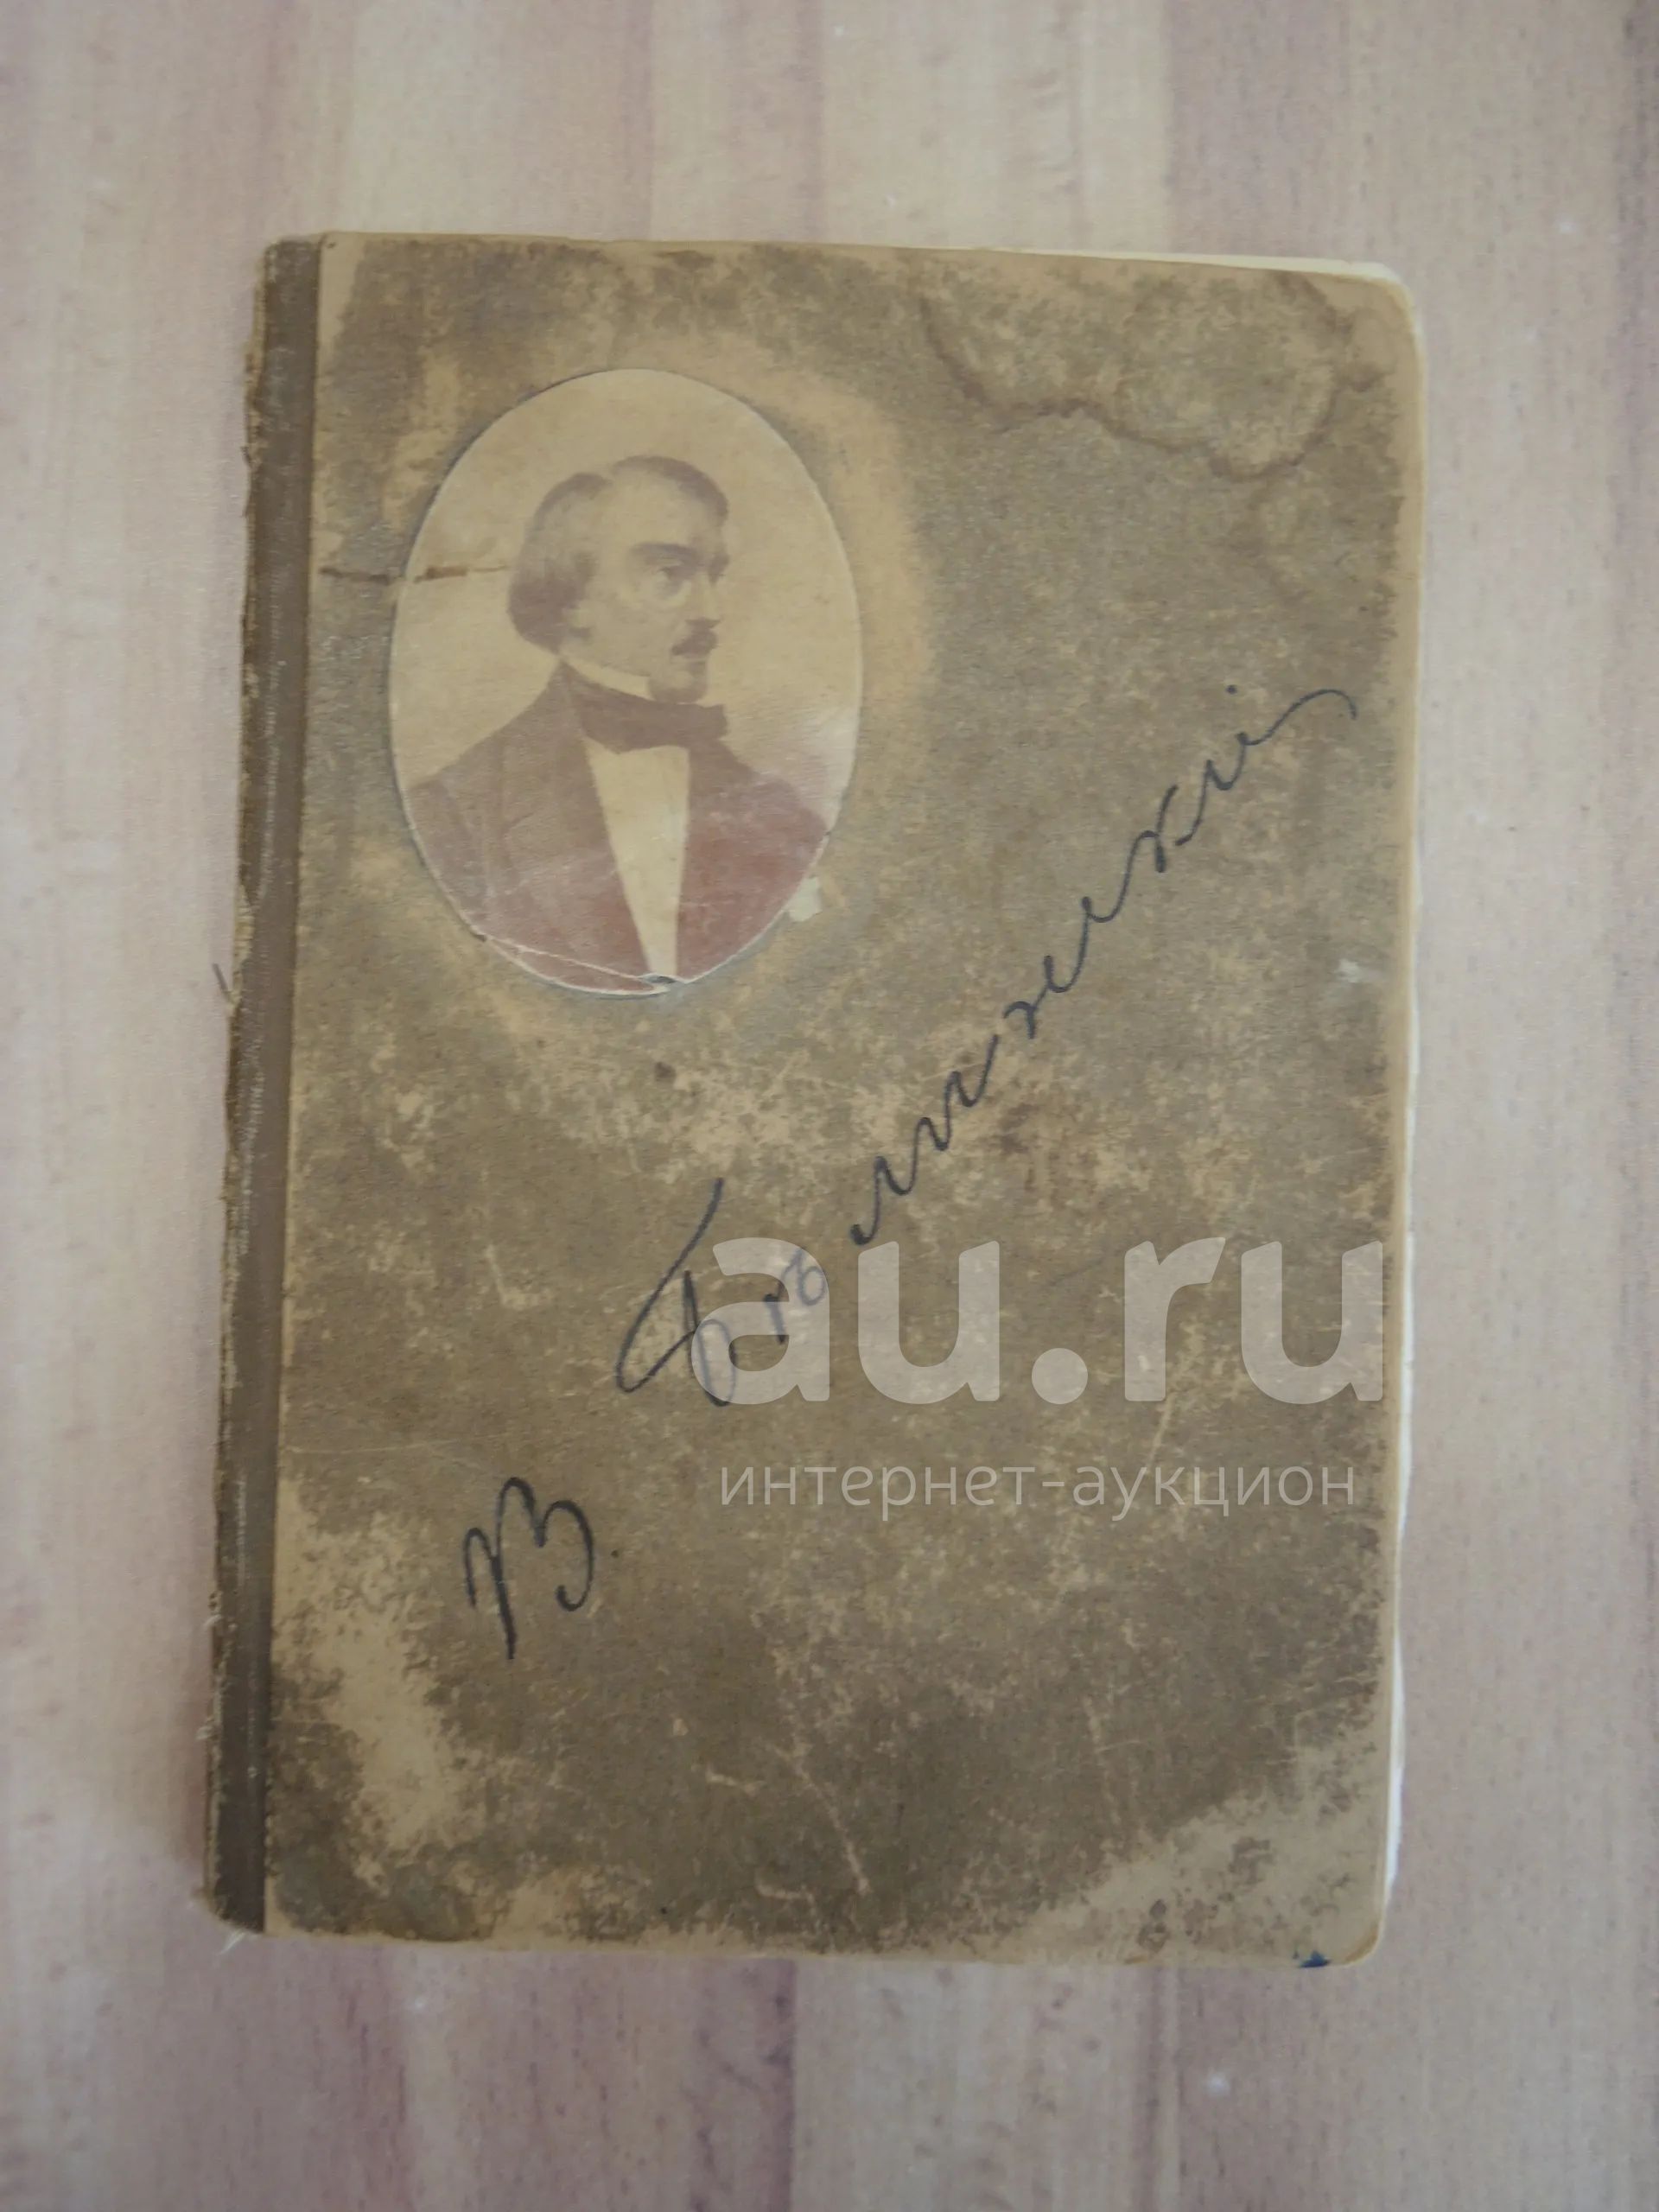 В. Бѣлинскій
au.ru
интернет-аукцион